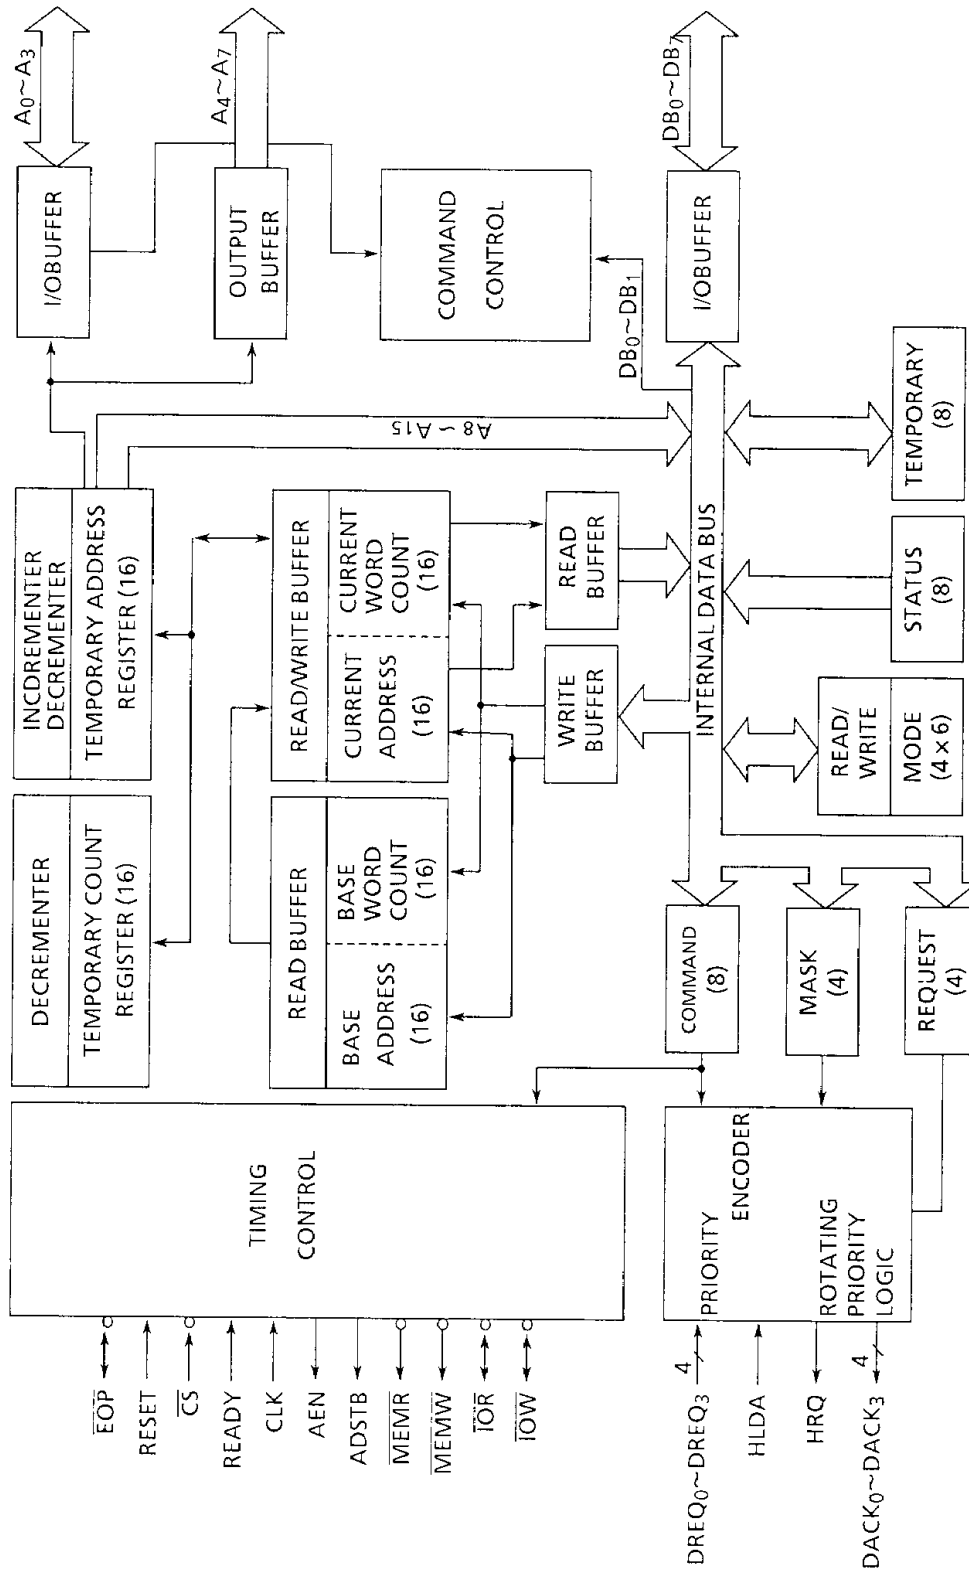 EOP
RESET
CS
READY
CLK
AEN
ADSTB
MEMR
MEMW
IOR
IOW
TIMING
CONTROL
DREQ0~DREQ3
4
HLDA
HRQ
DACK0~DACK3
4
PRIORITY
ENCODER
ROTATING
PRIORITY
LOGIC
DECREMENTER
TEMPORARY COUNT
REGISTER (16)
INCDREMENTER
DECREMENTER
TEMPORARY ADDRESS
REGISTER (16)
READ BUFFER
BASE
ADDRESS
(16)
BASE
WORD
COUNT
(16)
READ/WRITE BUFFER
CURRENT
ADDRESS
(16)
CURRENT
WORD
COUNT
(16)
WRITE
BUFFER
READ
BUFFER
A8 ~ A15
I/OBUFFER
A0~A3
OUTPUT
BUFFER
A4~A7
COMMAND
CONTROL
DB0~DB1
I/OBUFFER
DB0~DB7
INTERNAL DATA BUS
COMMAND
(8)
MASK
(4)
REQUEST
(4)
READ/
WRITE
MODE
(4 × 6)
STATUS
(8)
TEMPORARY
(8)